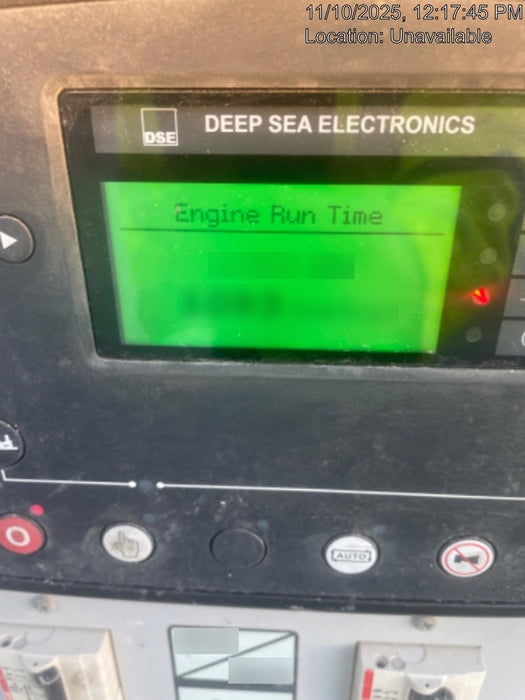 11/10/2025, 12:17:45 PM
Location: Unavailable
DSE
DEEP SEA ELECTRONICS
Engine Run Time
O
AUTO